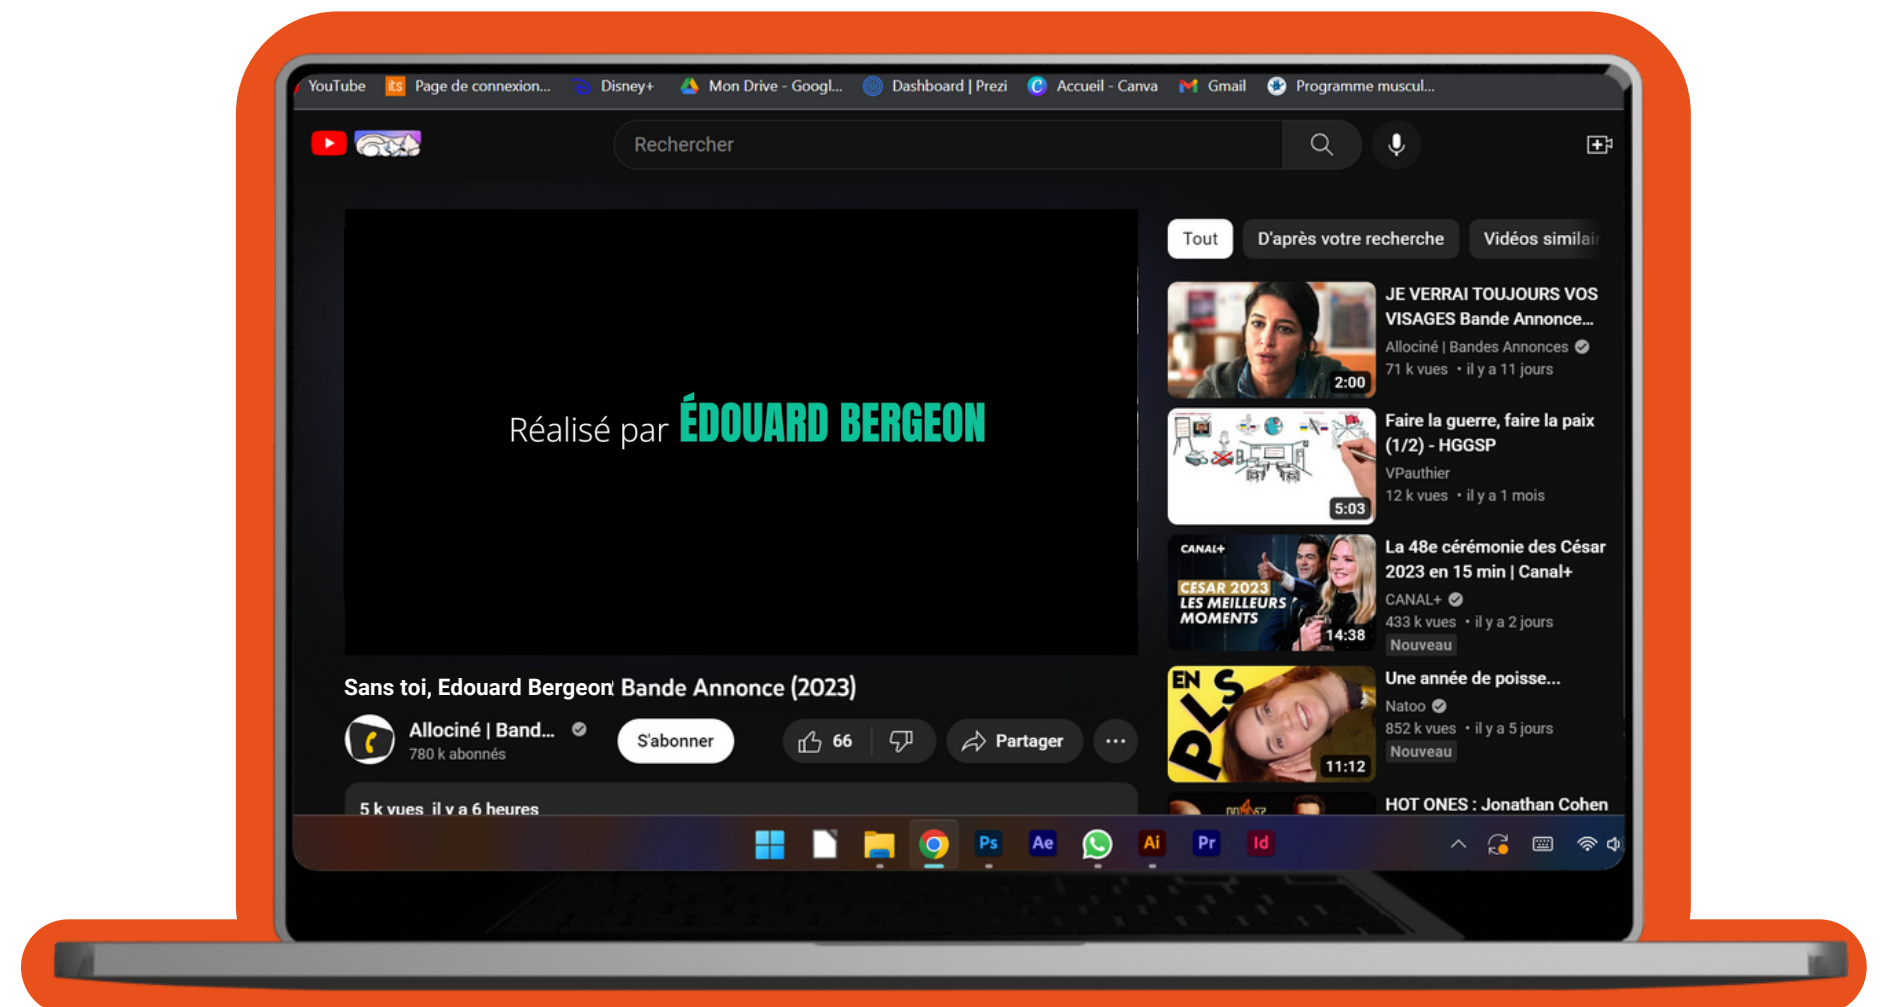 YouTube
its Page de connexion...
Disney+
Mon Drive - Googl...
Dashboard | Prezi
Accueil - Canva
Gmail
Programme muscul...
Rechercher
Réalisé par ÉDOUARD BERGEON
Sans toi, Edouard Bergeon Bande Annonce (2023)
Allociné | Band...
780 k abonnés
S'abonner
66
Partager
5 k vues il y a 6 heures
Tout
D'après votre recherche
Vidéos similair
2:00
JE VERRAI TOUJOURS VOS
VISAGES Bande Annonce...
Allociné | Bandes Annonces
71 k vues • il y a 11 jours
5:03
Faire la guerre, faire la paix
(1/2) - HGGSP
VPauthier
12 k vues • il y a 1 mois
CANAL+
CESAR 2023
LES MEILLEURS
MOMENTS
14:38
La 48e cérémonie des César
2023 en 15 min | Canal+
CANAL+
433 k vues • il y a 2 jours
Nouveau
EN
PLS
11:12
Une année de poisse...
Natoo
852 k vues • il y a 5 jours
Nouveau
HOT ONES : Jonathan Cohen
Ps
Ae
Ai
Pr
Id